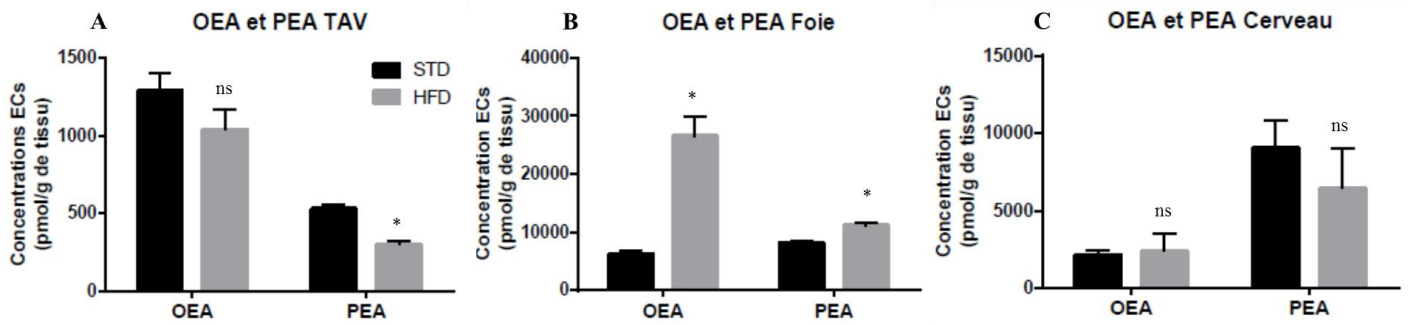 A
OEA et PEA TAV
Concentrations ECs
(pmol/g de tissu)
1500
1000
500
0
ns
*
STD
HFD
OEA
PEA
B
OEA et PEA Foie
Concentration ECs
(pmol/g de tissu)
40000
30000
20000
10000
0
*
*
OEA
PEA
C
OEA et PEA Cerveau
Concentration ECs
(pmol/g de tissu)
15000
10000
5000
0
ns
ns
OEA
PEA